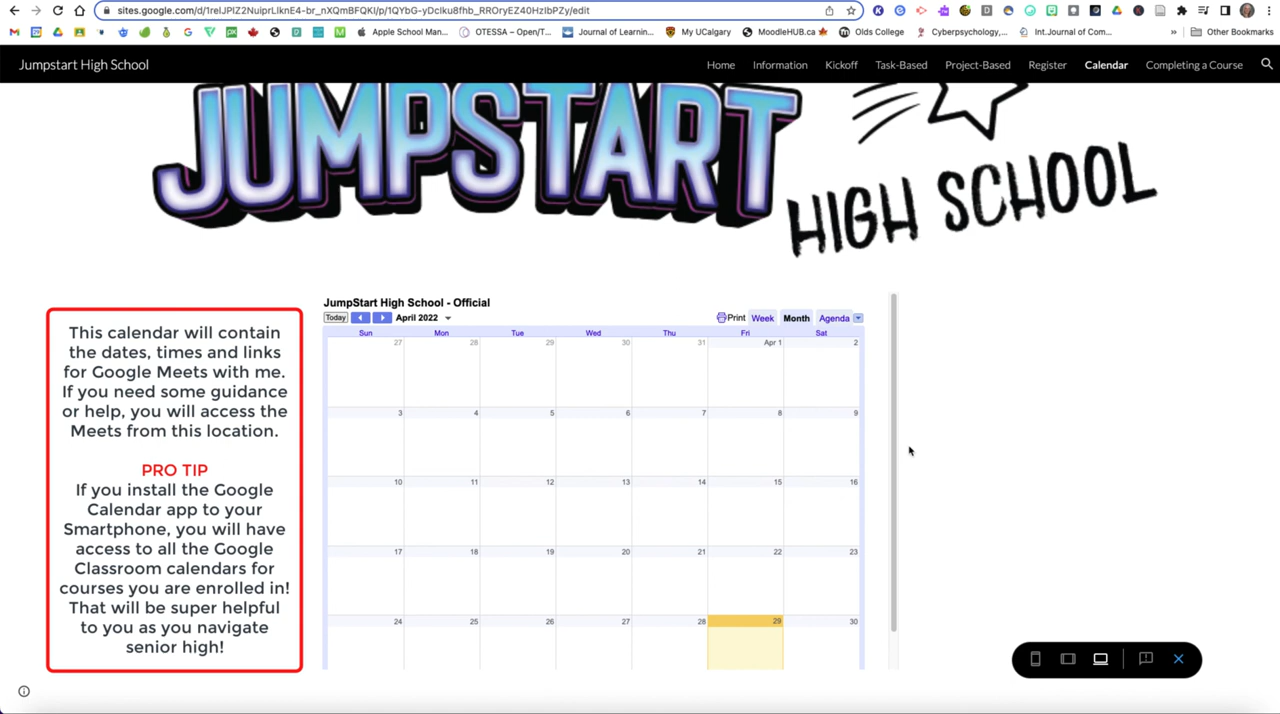 sites.google.com/d/1reIJPIZ2NuiprLIknE4-br_nXQmBFQKI/p/1QYbG-yDcIku8fhb_RROryEZ40HzIbPZy/edit
Apple School Man...
OTESSA – Open/T...
Journal of Learnin...
My UCalgary
MoodleHUB.ca
Olds College
Cyberpsychology,...
Int.Journal of Com...
Other Bookmarks
Jumpstart High School
Home
Information
Kickoff
Task-Based
Project-Based
Register
Calendar
Completing a Course
JUMPSTART
HIGH SCHOOL
This calendar will contain
the dates, times and links
for Google Meets with me.
If you need some guidance
or help, you will access the
Meets from this location.
PRO TIP
If you install the Google
Calendar app to your
Smartphone, you will have
access to all the Google
Classroom calendars for
courses you are enrolled in!
That will be super helpful
to you as you navigate
senior high!
JumpStart High School - Official
Today April 2022 Print Week Month Agenda
Sun Mon Tue Wed Thu Fri Sat
27 28 29 30 31 Apr 1 2
3 4 5 6 7 8 9
10 11 12 13 14 15 16
17 18 19 20 21 22 23
24 25 26 27 28 29 30